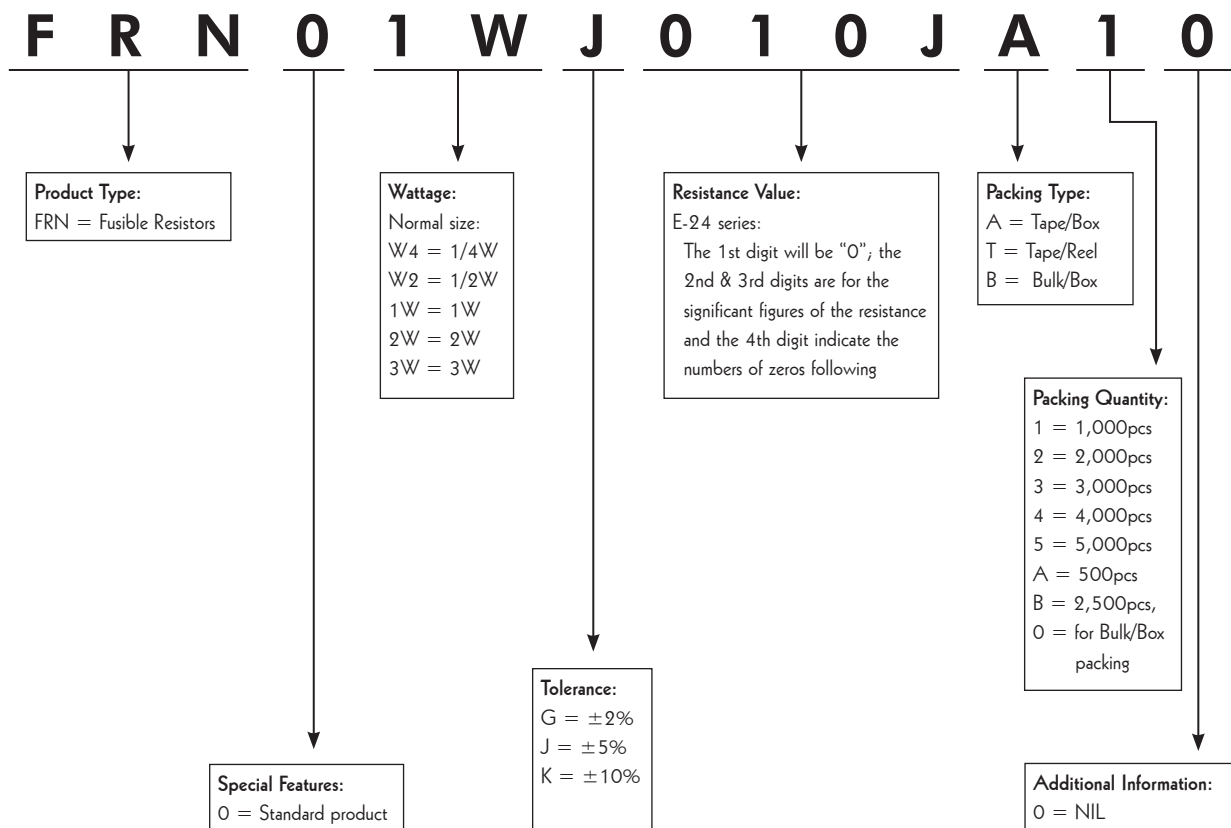 F R N 0 1 W J 0 1 0 J A 1 0
Product Type:
FRN = Fusible Resistors
Wattage:
Normal size:
W4 = 1/4W
W2 = 1/2W
1W = 1W
2W = 2W
3W = 3W
Resistance Value:
E-24 series:
The 1st digit will be “0”; the
2nd & 3rd digits are for the
significant figures of the resistance
and the 4th digit indicate the
numbers of zeros following
Packing Type:
A = Tape/Box
T = Tape/Reel
B = Bulk/Box
Packing Quantity:
1 = 1,000pcs
2 = 2,000pcs
3 = 3,000pcs
4 = 4,000pcs
5 = 5,000pcs
A = 500pcs
B = 2,500pcs,
0 = for Bulk/Box
packing
Tolerance:
G = ±2%
J = ±5%
K = ±10%
Special Features:
0 = Standard product
Additional Information:
0 = NIL